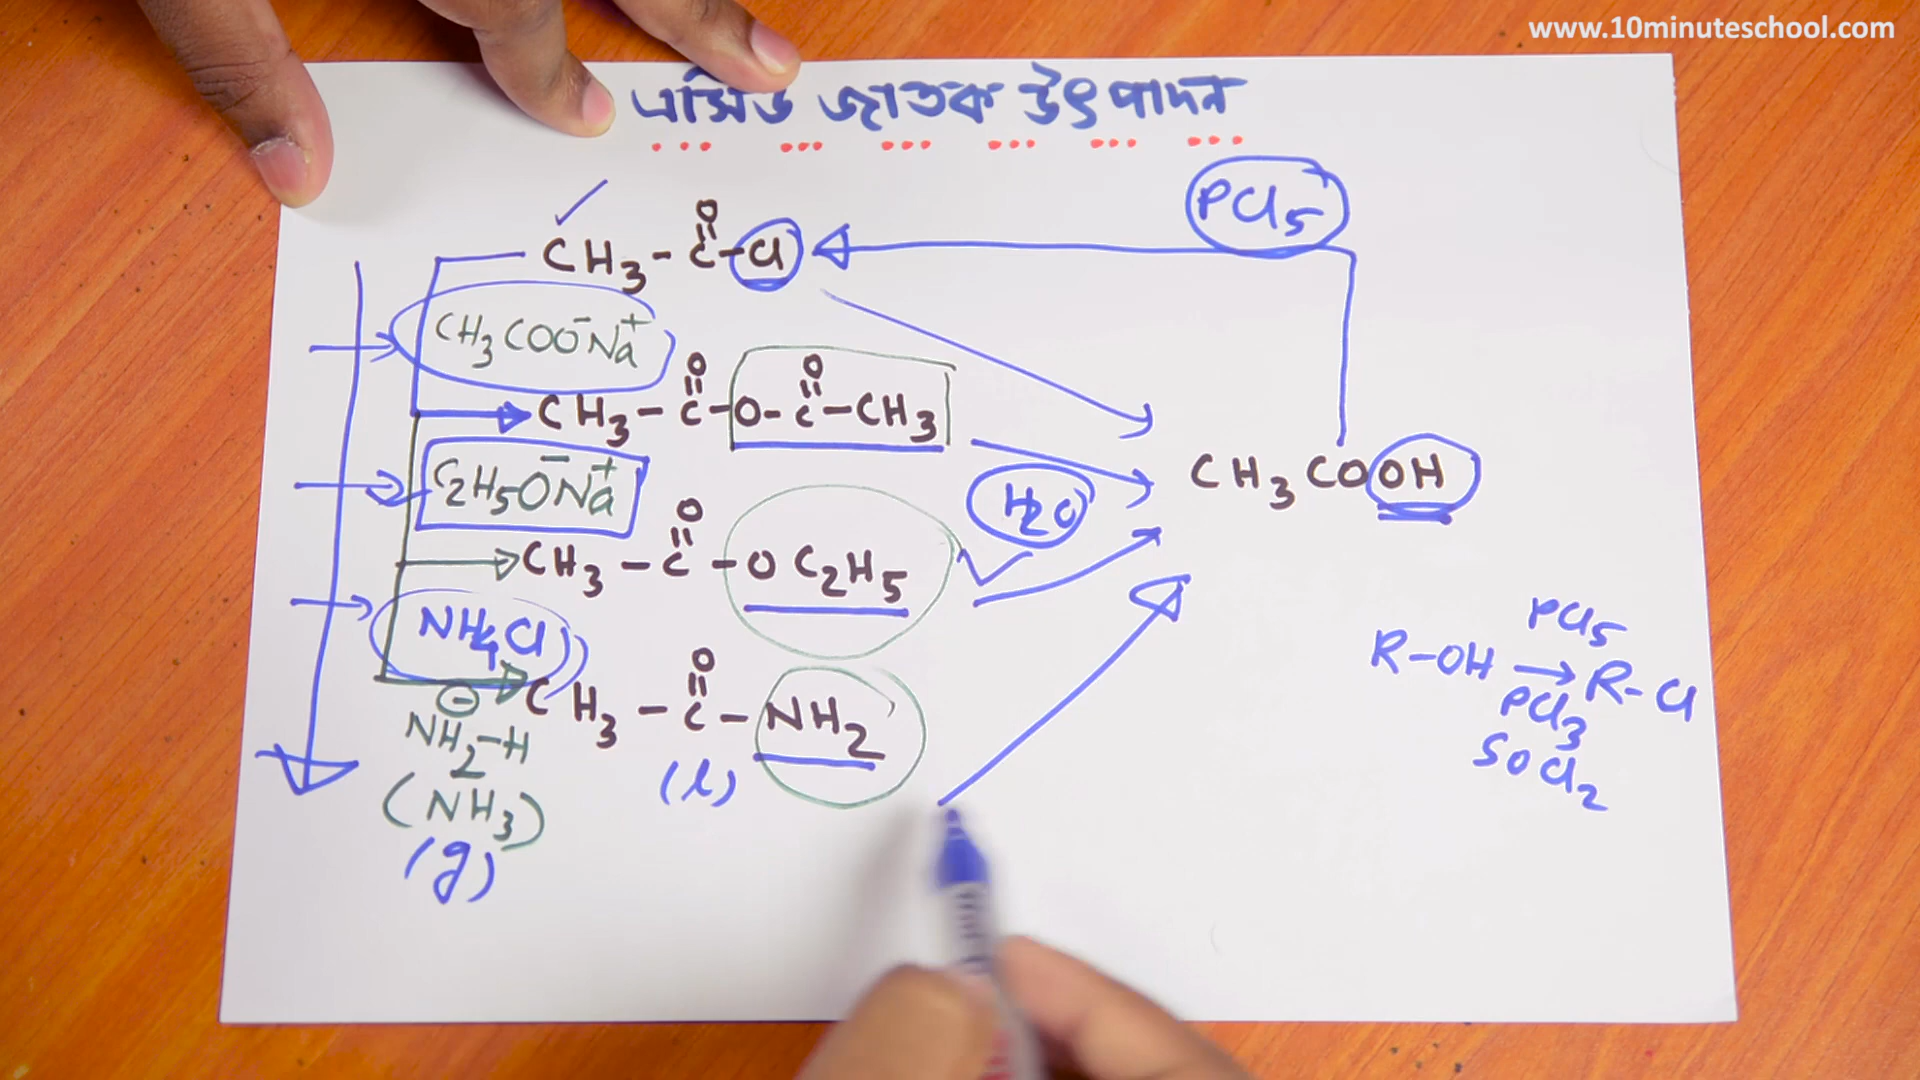 www.10minuteschool.com
এসিড জাতক উৎপাদন
PCl5
O
CH3-C-Cl
CH3COO-Na+
O O
CH3-C-O-C-CH3
C2H5O-Na+
H2O
CH3COOH
O
CH3-C-OC2H5
NH4Cl
O
CH3-C-NH2
NH2-H
(l)
(NH3)
(g)
PCl5
R-OH → R-Cl
PCl3
SOCl2